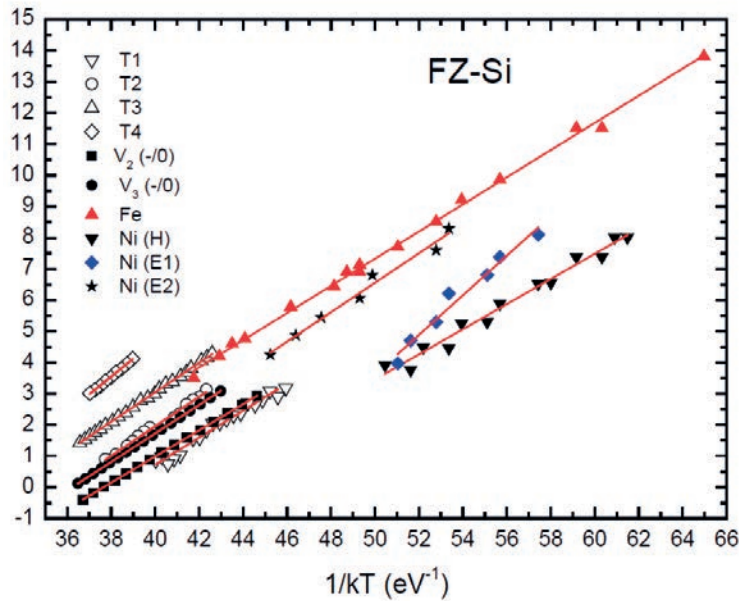 FZ-Si
T1
T2
T3
T4
V₂ (-/0)
V₃ (-/0)
Fe
Ni (H)
Ni (E1)
Ni (E2)
15
14
13
12
11
10
9
8
7
6
5
4
3
2
1
0
-1
36 38 40 42 44 46 48 50 52 54 56 58 60 62 64 66
1/kT (eV⁻¹)